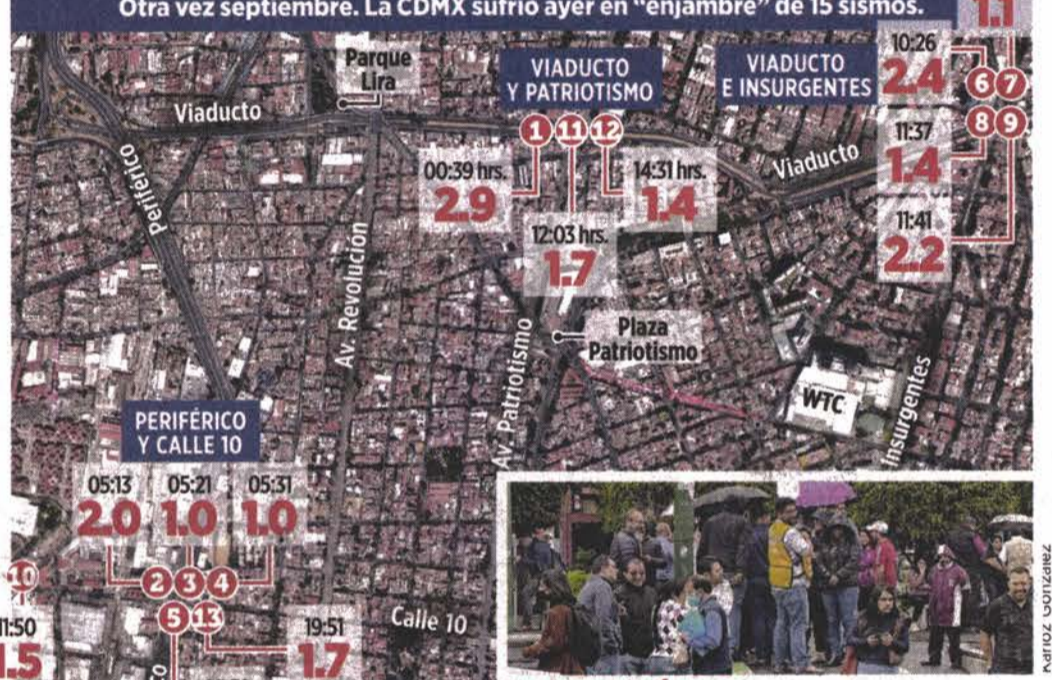 Otra vez septiembre. La CDMX sufrió ayer en “enjambre” de 15 sismos.
1.1
Parque
Lira
Viaducto
VIADUCTO
Y PATRIOTISMO
VIADUCTO
E INSURGENTES
10:26
2.4
6 7
8 9
11:37
1.4
11:41
2.2
1 11 12
00:39 hrs.
2.9
14:31 hrs.
1.4
12:03 hrs.
1.7
Viaducto
Periférico
Av. Revolución
Av. Patriotismo
Plaza
Patriotismo
WTC
Insurgentes
PERIFÉRICO
Y CALLE 10
05:13
2.0
05:21
1.0
05:31
1.0
2 3 4
10
5 13
11:50
1.5
19:51
1.7
Calle 10